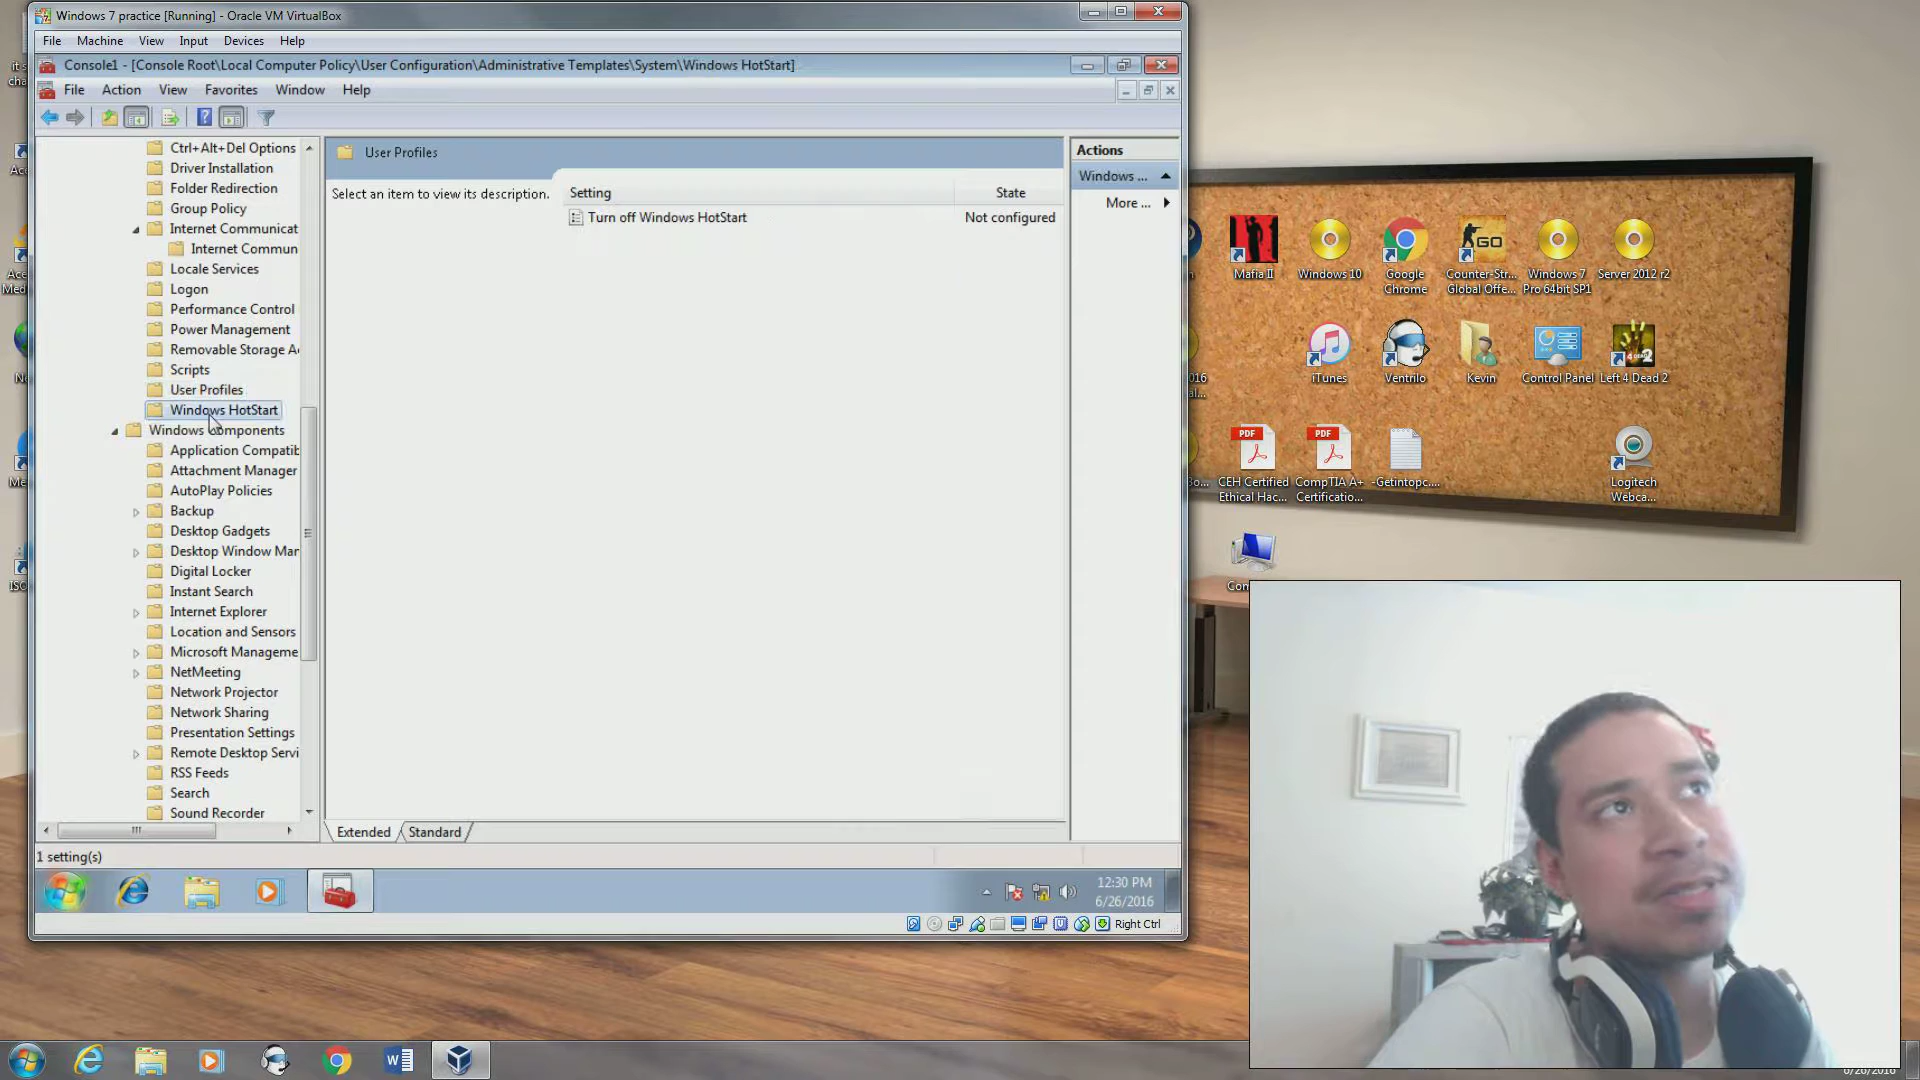 Windows 7 practice [Running] - Oracle VM VirtualBox
File Machine View Input Devices Help
Console1 - [Console Root\Local Computer Policy\User Configuration\Administrative Templates\System\Windows HotStart]
File Action View Favorites Window Help
Ctrl+Alt+Del Options
Driver Installation
Folder Redirection
Group Policy
Internet Communicat
Internet Commun
Locale Services
Logon
Performance Control
Power Management
Removable Storage A
Scripts
User Profiles
Windows HotStart
Windows Components
Application Compatib
Attachment Manager
AutoPlay Policies
Backup
Desktop Gadgets
Desktop Window Man
Digital Locker
Instant Search
Internet Explorer
Location and Sensors
Microsoft Manageme
NetMeeting
Network Projector
Network Sharing
Presentation Settings
Remote Desktop Servi
RSS Feeds
Search
Sound Recorder
User Profiles
Select an item to view its description.
Setting State
Turn off Windows HotStart Not configured
Extended Standard
Actions
Windows ...
More ...
1 setting(s)
12:30 PM
6/26/2016
Right Ctrl
Mafia II
Windows 10
Google Chrome
Counter-Str... Global Offe...
Windows 7 Pro 64bit SP1
Server 2012 r2
iTunes
Ventrilo
Kevin
Control Panel
Left 4 Dead 2
CEH Certified Ethical Hac...
CompTIA A+ Certificatio...
-Getintopc....
Logitech Webca...